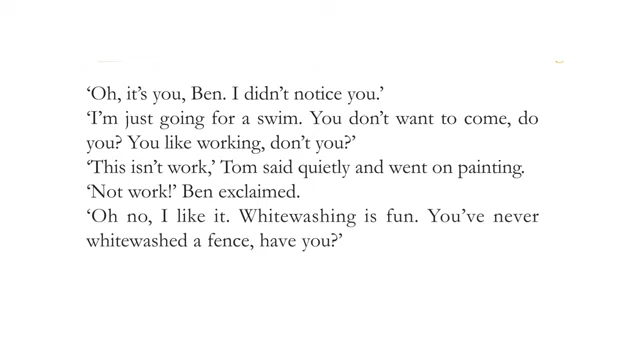 ‘Oh, it’s you, Ben. I didn’t notice you.’
‘I’m just going for a swim. You don’t want to come, do
you? You like working, don’t you?’
‘This isn’t work,’ Tom said quietly and went on painting.
‘Not work!’ Ben exclaimed.
‘Oh no, I like it. Whitewashing is fun. You’ve never
whitewashed a fence, have you?’